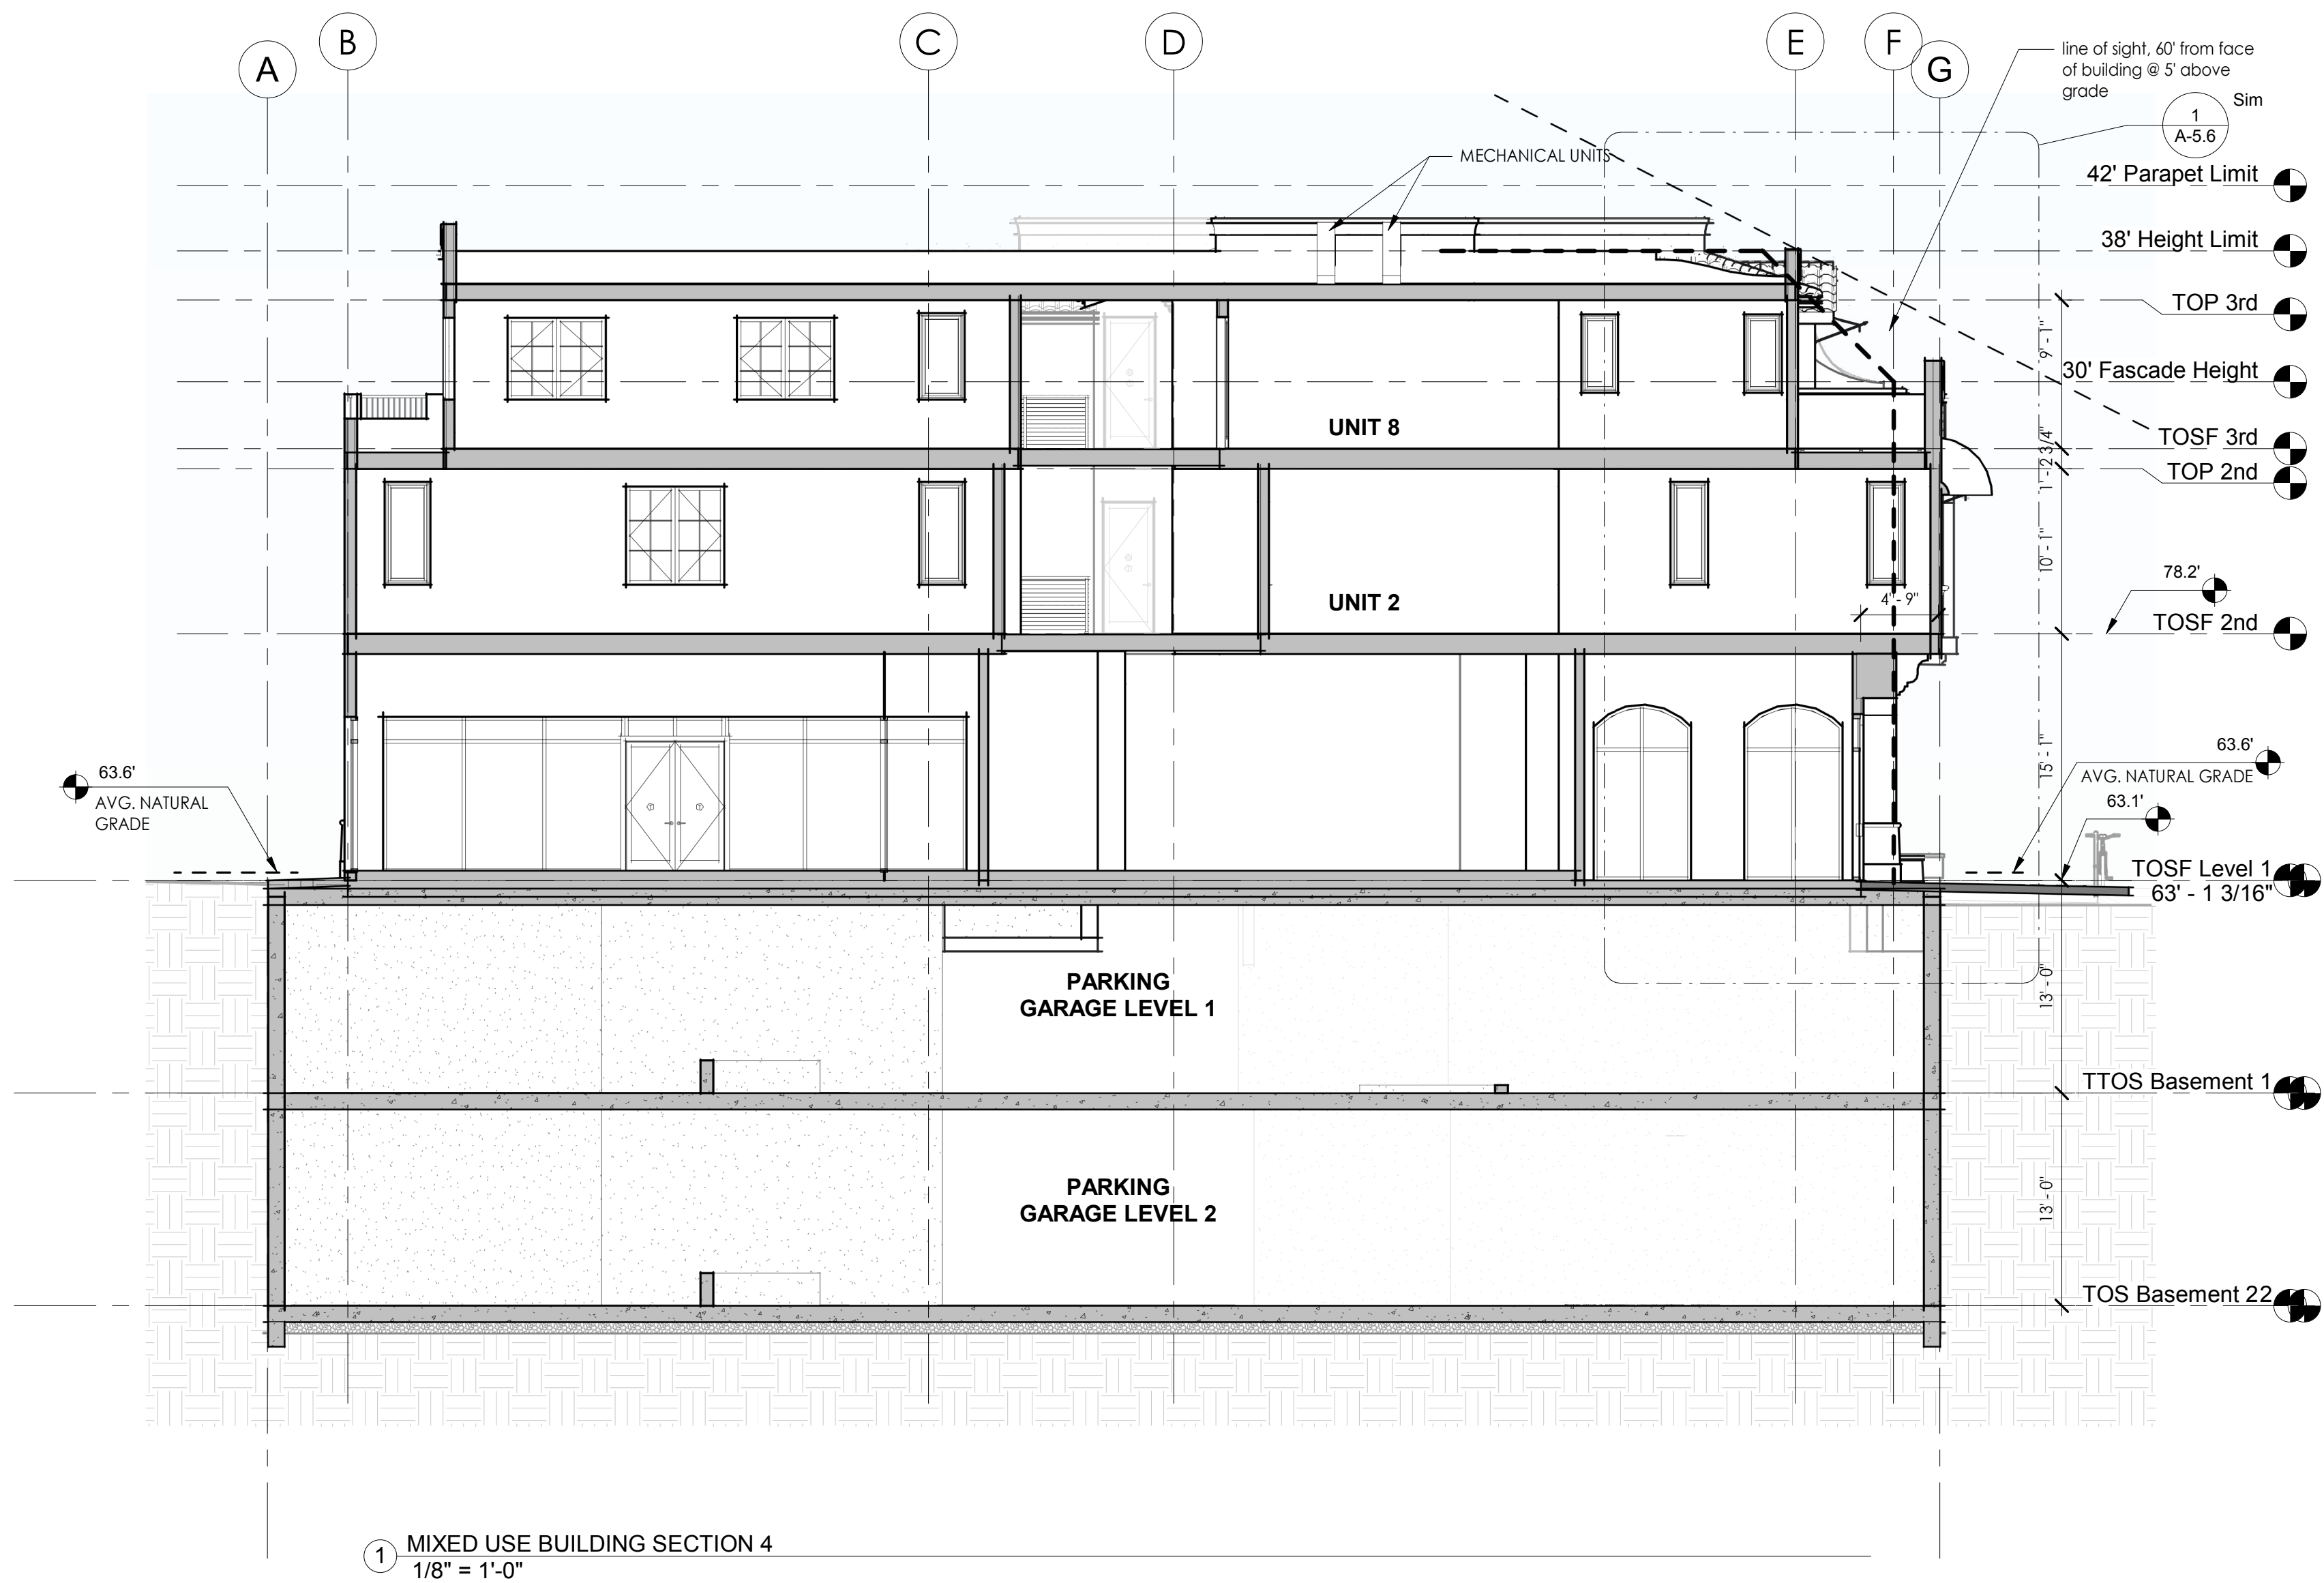 A
B
C
D
E
F
G
line of sight, 60' from face
of building @ 5' above
grade
Sim
1
A-5.6
MECHANICAL UNITS
42' Parapet Limit
38' Height Limit
TOP 3rd
9' - 1"
30' Fascade Height
UNIT 8
TOSF 3rd
1' - 2 3/4"
TOP 2nd
10' - 1"
78.2'
4' - 9"
UNIT 2
TOSF 2nd
15' - 1"
63.6'
AVG. NATURAL GRADE
63.6'
AVG. NATURAL
GRADE
63.1'
TOSF Level 1
63' - 1 3/16"
PARKING
GARAGE LEVEL 1
13' - 0"
TTOS Basement 1
PARKING
GARAGE LEVEL 2
13' - 0"
TOS Basement 22
1
MIXED USE BUILDING SECTION 4
1/8" = 1'-0"